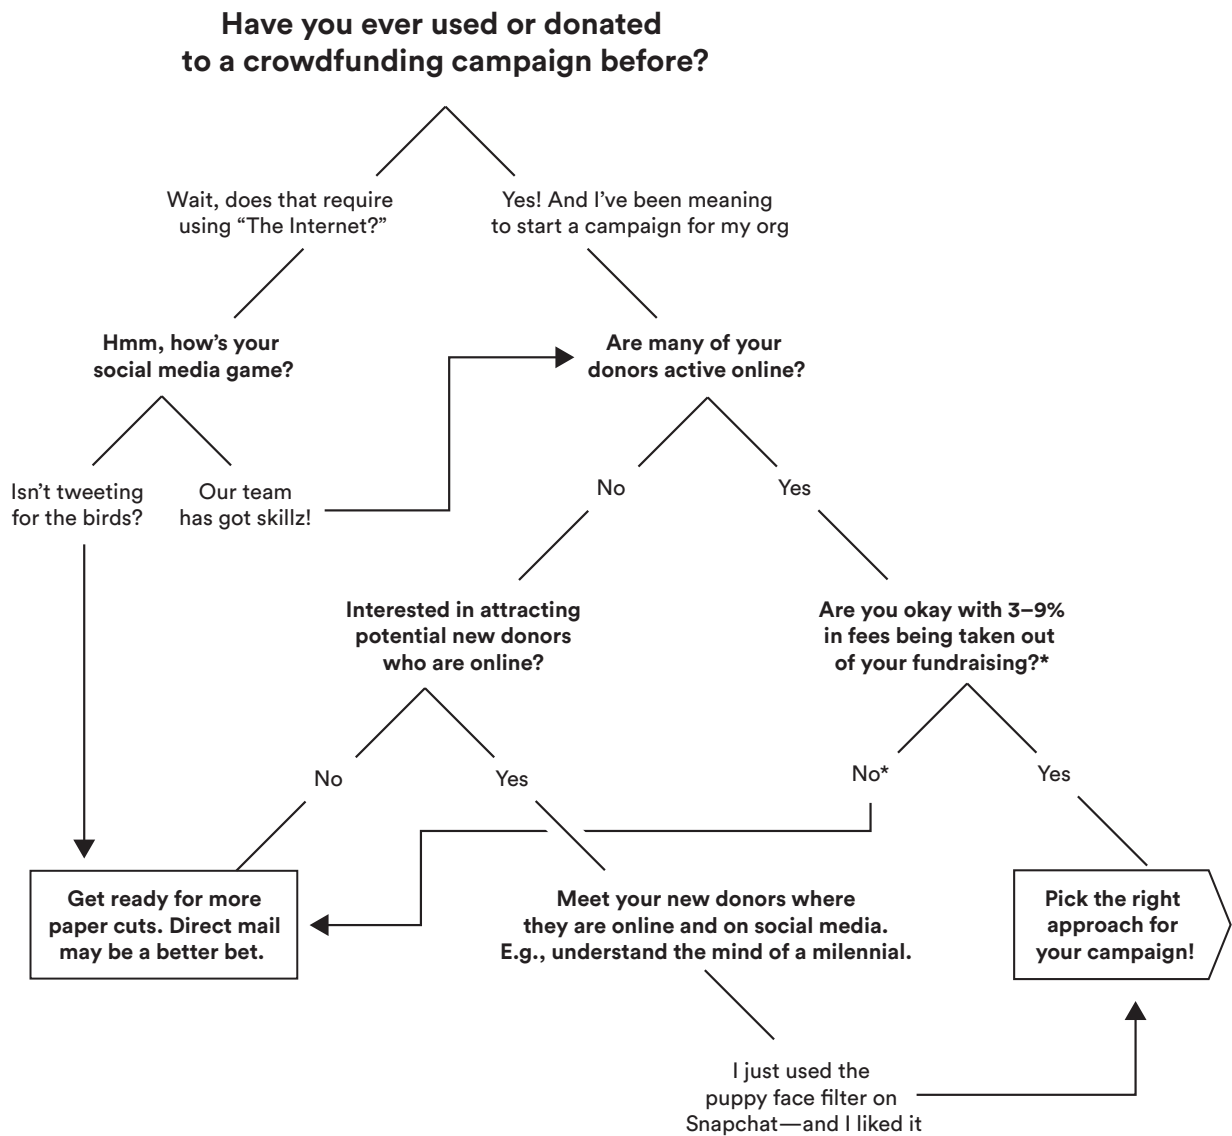 Have you ever used or donated
to a crowdfunding campaign before?
Wait, does that require
using “The Internet?”
Yes! And I’ve been meaning
to start a campaign for my org
Hmm, how’s your
social media game?
Are many of your
donors active online?
Isn’t tweeting
for the birds?
Our team
has got skillz!
No
Yes
Interested in attracting
potential new donors
who are online?
Are you okay with 3–9%
in fees being taken out
of your fundraising?*
No
Yes
No*
Yes
Get ready for more
paper cuts. Direct mail
may be a better bet.
Meet your new donors where
they are online and on social media.
E.g., understand the mind of a milennial.
Pick the right
approach for
your campaign!
I just used the
puppy face filter on
Snapchat—and I liked it